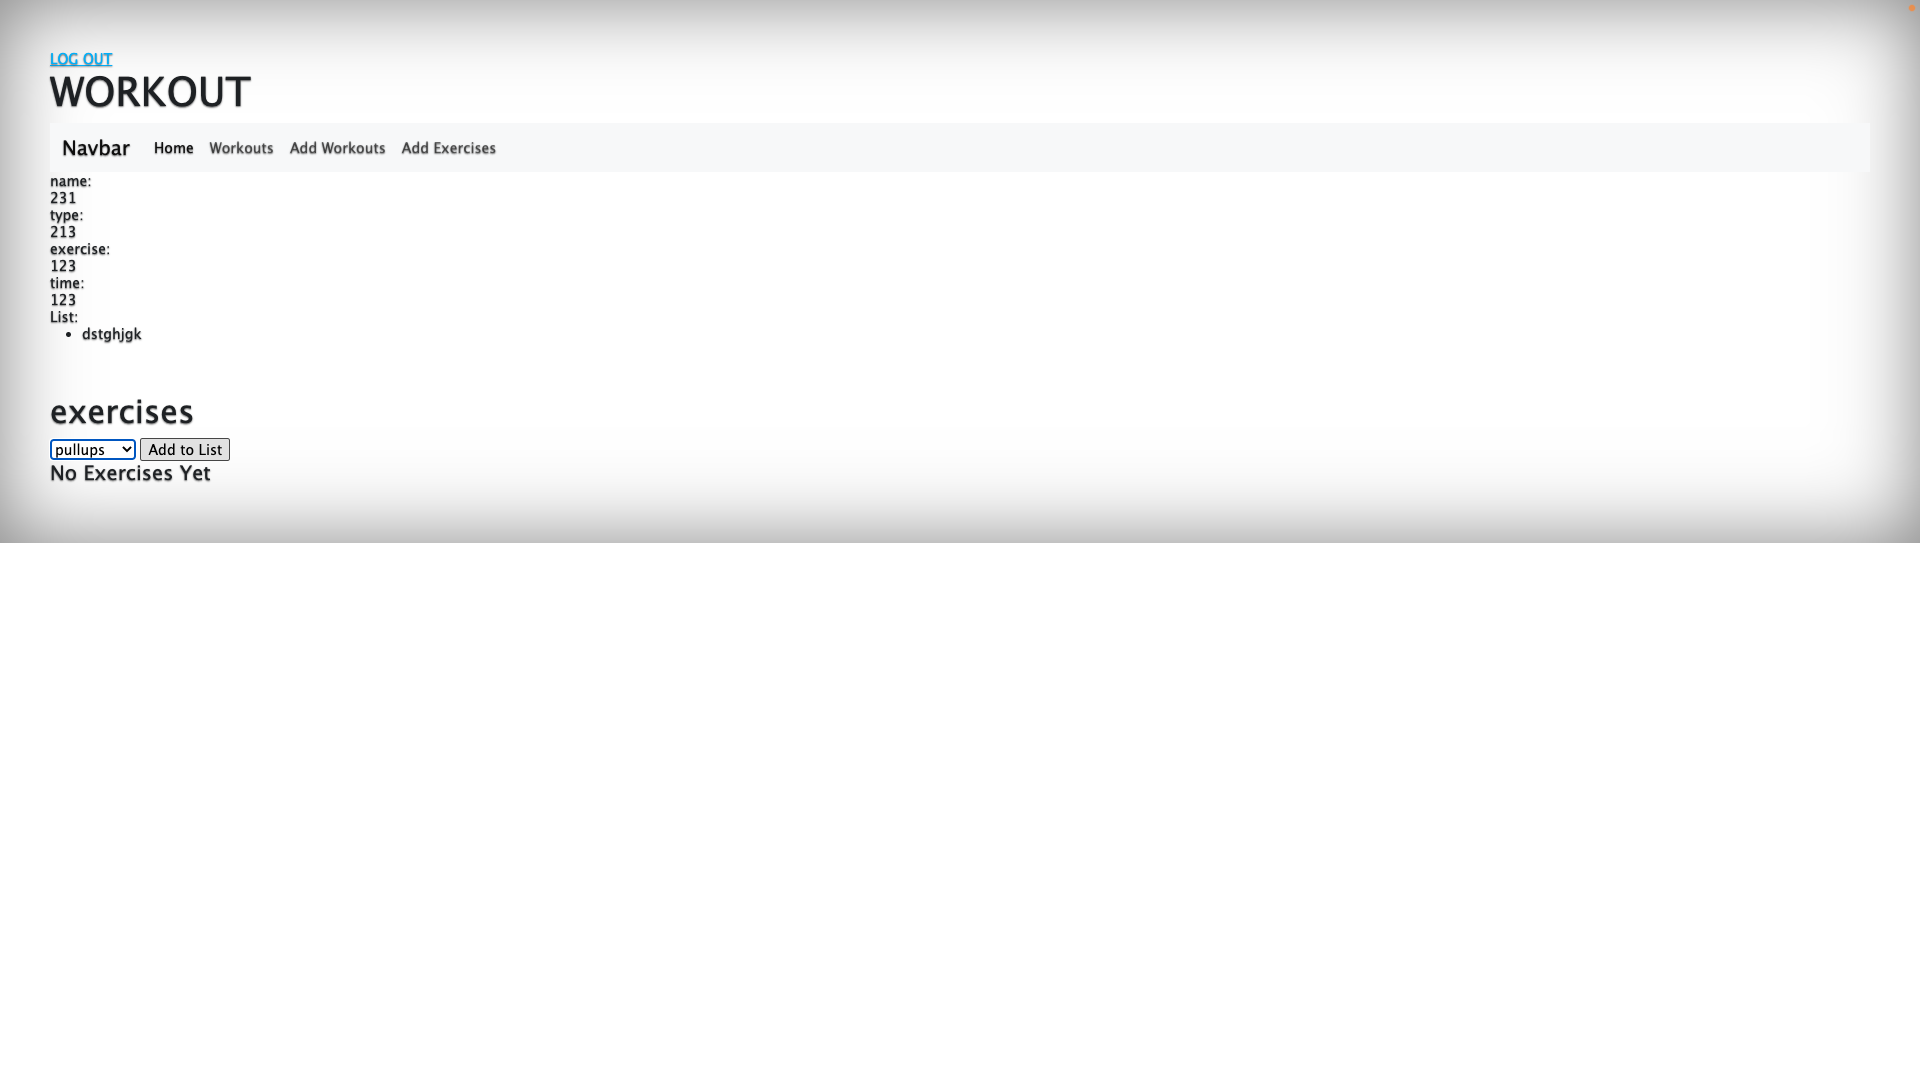 LOG OUT
WORKOUT
Navbar Home Workouts Add Workouts Add Exercises
name:
231
type:
213
exercise:
123
time:
123
List:
• dstghjgk
exercises
pullups Add to List
No Exercises Yet